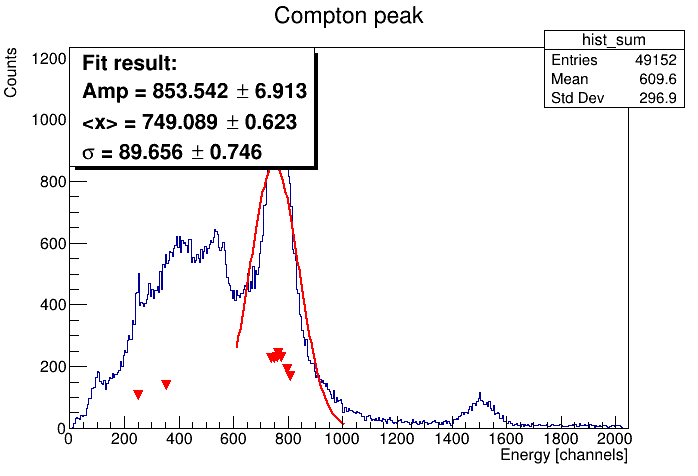 Compton peak
hist_sum
Entries 49152
Mean 609.6
Std Dev 296.9
Fit result:
Amp = 853.542 ± 6.913
<x> = 749.089 ± 0.623
σ = 89.656 ± 0.746
Counts
1200
1000
800
600
400
200
0
0 200 400 600 800 1000 1200 1400 1600 1800 2000
Energy [channels]